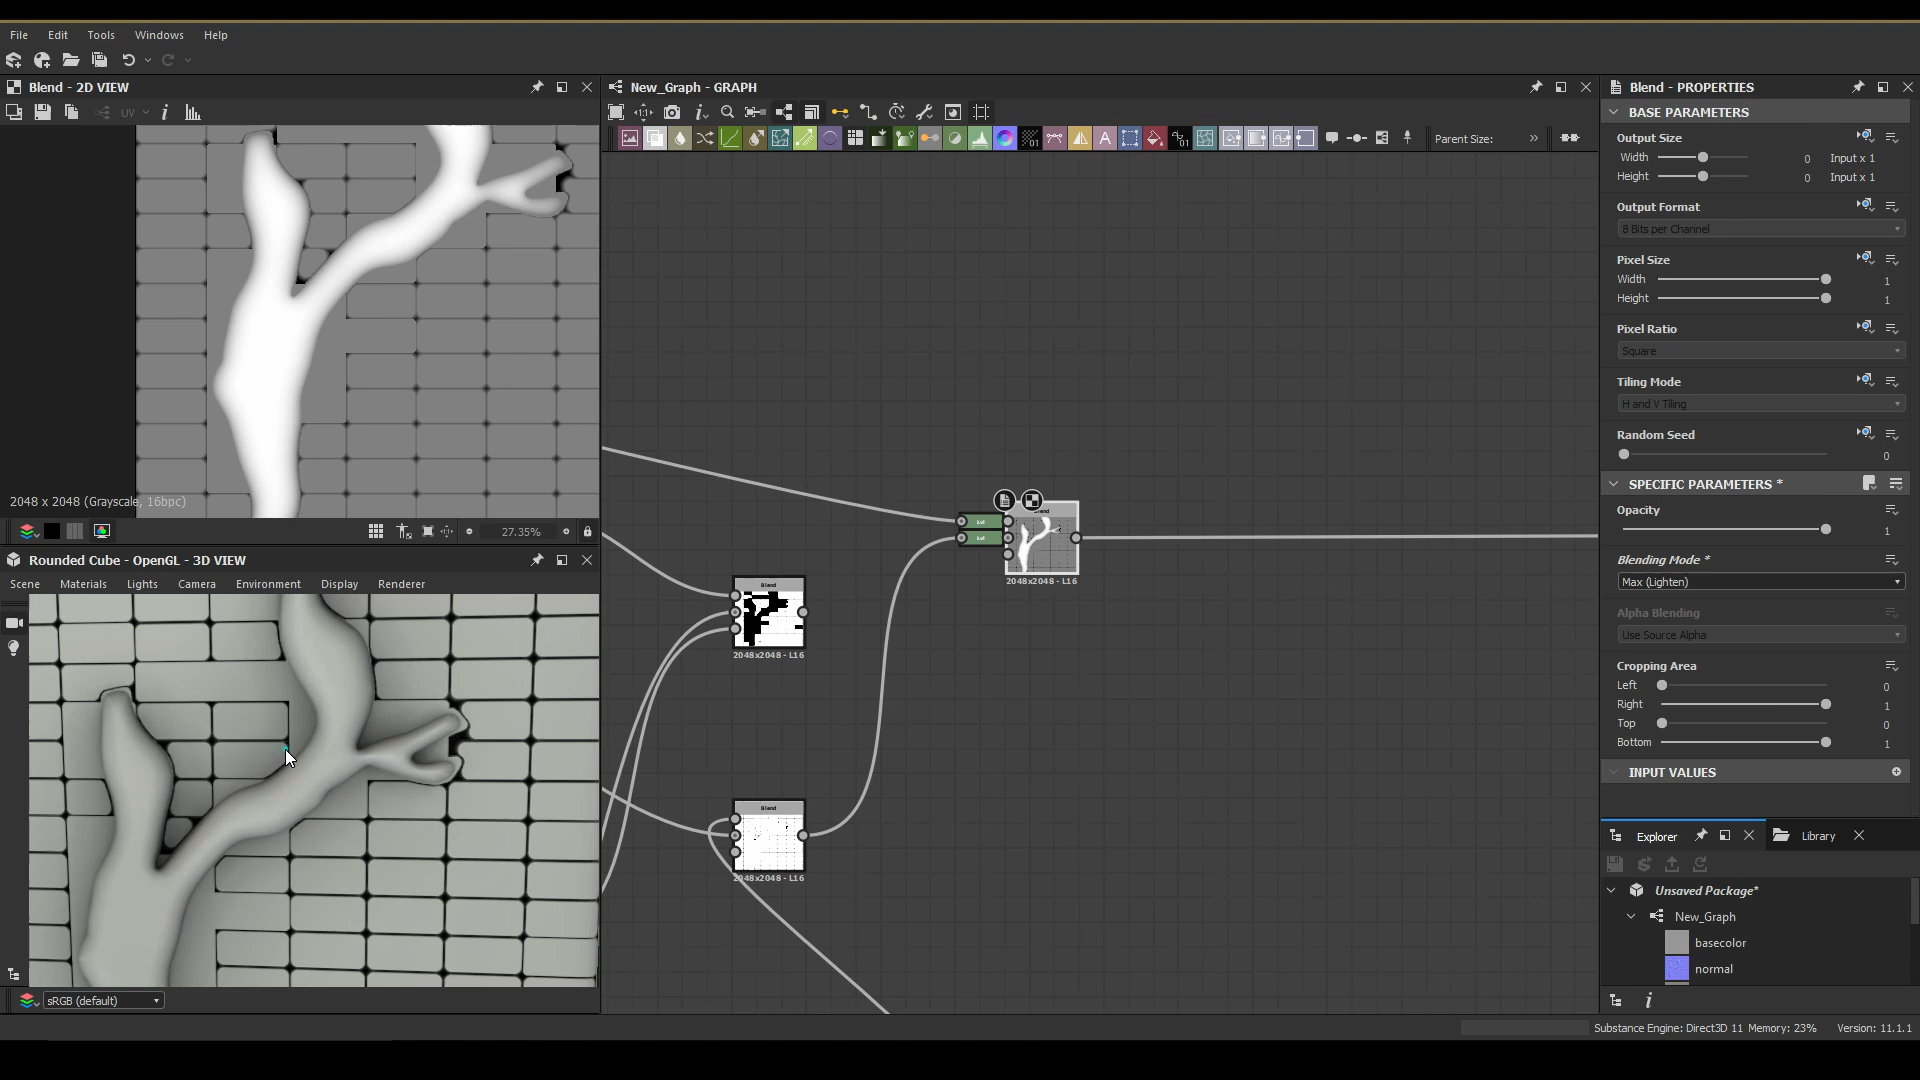 File Edit Tools Windows Help
Blend - 2D VIEW
UV
2048 x 2048 (Grayscale, 16bpc)
27.35%
Rounded Cube - OpenGL - 3D VIEW
Scene Materials Lights Camera Environment Display Renderer
sRGB (default)
New_Graph - GRAPH
Parent Size:
Blend
2048x2048 - L16
Blend
2048x2048 - L16
Lvl
Lvl
Blend
2048x2048 - L16
Blend - PROPERTIES
BASE PARAMETERS
Output Size
Width 0 Input x 1
Height 0 Input x 1
Output Format
8 Bits per Channel
Pixel Size
Width 1
Height 1
Pixel Ratio
Square
Tiling Mode
H and V Tiling
Random Seed
0
SPECIFIC PARAMETERS *
Opacity
1
Blending Mode *
Max (Lighten)
Alpha Blending
Use Source Alpha
Cropping Area
Left 0
Right 1
Top 0
Bottom 1
INPUT VALUES
Explorer Library
Unsaved Package*
New_Graph
basecolor
normal
Substance Engine: Direct3D 11 Memory: 23% Version: 11.1.1